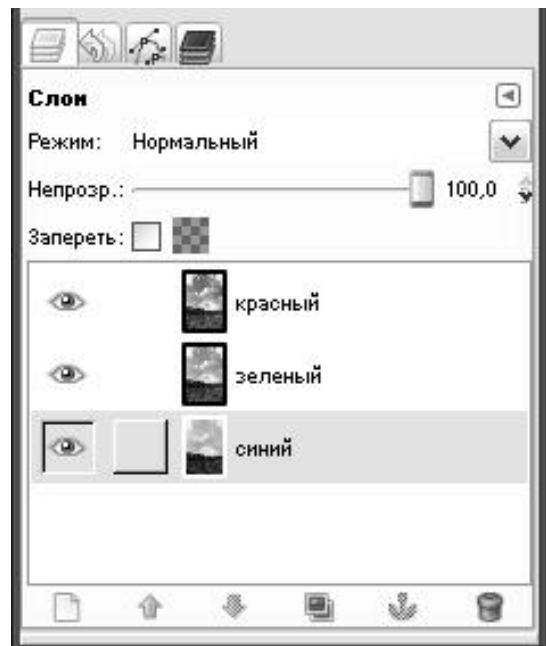 Слои
Режим: Нормальный
Непрозр.: 100,0
Запереть:
красный
зеленый
синий